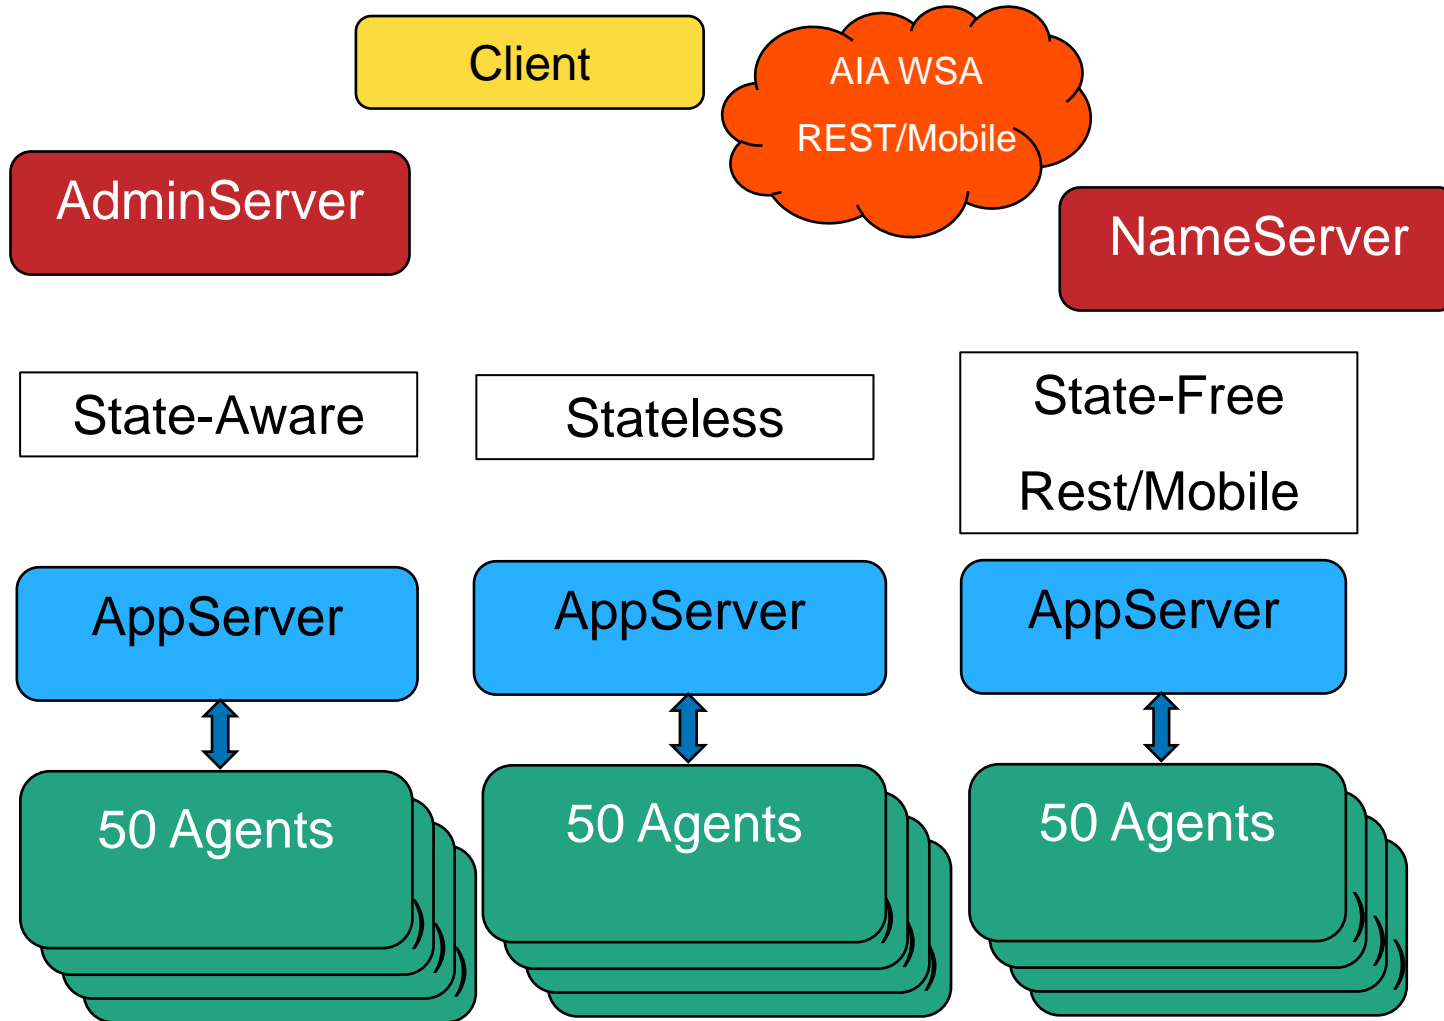 Client
AIA WSA
REST/Mobile
AdminServer
NameServer
State-Aware
Stateless
State-Free
Rest/Mobile
AppServer
AppServer
AppServer
50 Agents
50 Agents
50 Agents
)
)
)
)
)
)
)
)
)